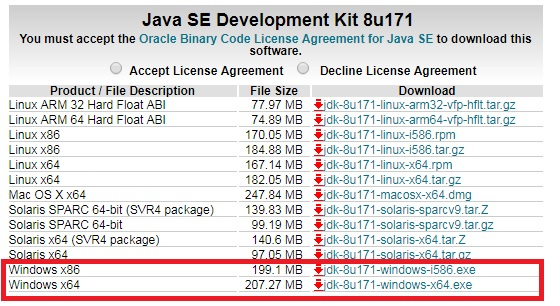 Java SE Development Kit 8u171
You must accept the Oracle Binary Code License Agreement for Java SE to download this
software.
Accept License Agreement Decline License Agreement
Product / File Description File Size Download
Linux ARM 32 Hard Float ABI 77.97 MB jdk-8u171-linux-arm32-vfp-hflt.tar.gz
Linux ARM 64 Hard Float ABI 74.89 MB jdk-8u171-linux-arm64-vfp-hflt.tar.gz
Linux x86 170.05 MB jdk-8u171-linux-i586.rpm
Linux x86 184.88 MB jdk-8u171-linux-i586.tar.gz
Linux x64 167.14 MB jdk-8u171-linux-x64.rpm
Linux x64 182.05 MB jdk-8u171-linux-x64.tar.gz
Mac OS X x64 247.84 MB jdk-8u171-macosx-x64.dmg
Solaris SPARC 64-bit (SVR4 package) 139.83 MB jdk-8u171-solaris-sparcv9.tar.Z
Solaris SPARC 64-bit 99.19 MB jdk-8u171-solaris-sparcv9.tar.gz
Solaris x64 (SVR4 package) 140.6 MB jdk-8u171-solaris-x64.tar.Z
Solaris x64 97.05 MB jdk-8u171-solaris-x64.tar.gz
Windows x86 199.1 MB jdk-8u171-windows-i586.exe
Windows x64 207.27 MB jdk-8u171-windows-x64.exe